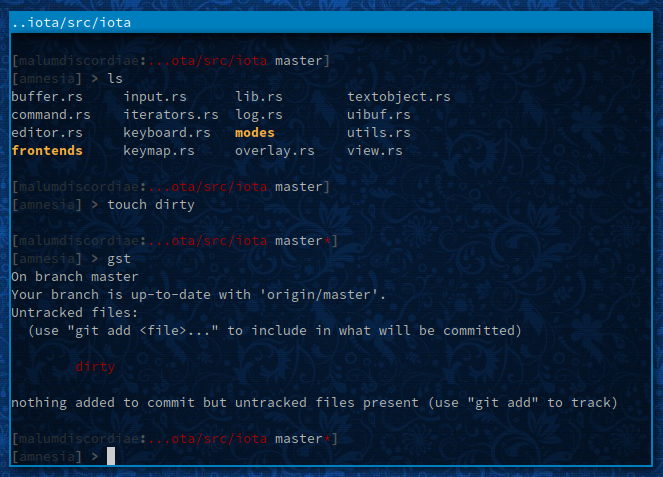 ..iota/src/iota
[malumdiscordiae:...ota/src/iota master]
[amnesia] > ls
buffer.rs     input.rs      lib.rs        textobject.rs
command.rs    iterators.rs  log.rs        uibuf.rs
editor.rs     keyboard.rs   modes         utils.rs
frontends     keymap.rs     overlay.rs    view.rs
[malumdiscordiae:...ota/src/iota master]
[amnesia] > touch dirty
[malumdiscordiae:...ota/src/iota master*]
[amnesia] > gst
On branch master
Your branch is up-to-date with 'origin/master'.
Untracked files:
  (use "git add <file>..." to include in what will be committed)
        dirty
nothing added to commit but untracked files present (use "git add" to track)
[malumdiscordiae:...ota/src/iota master*]
[amnesia] >